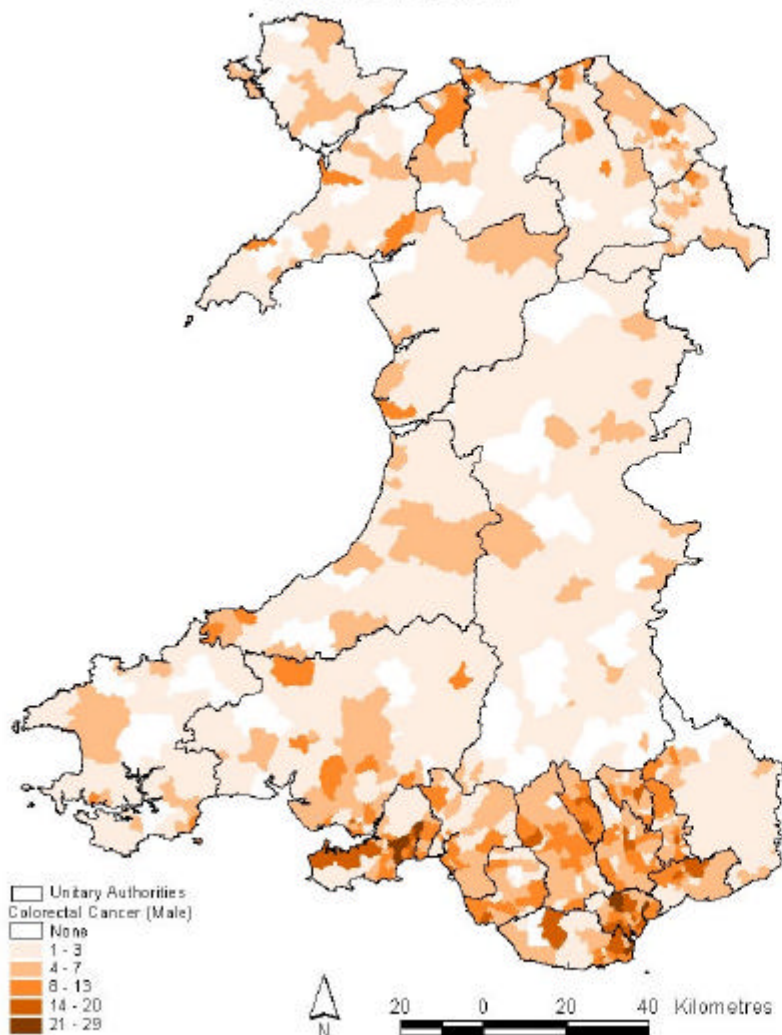 Unitary Authorities
Colorectal Cancer (Male)
None
1 - 3
4 - 7
8 - 13
14 - 20
21 - 29
N
20 0 20 40 Kilometres